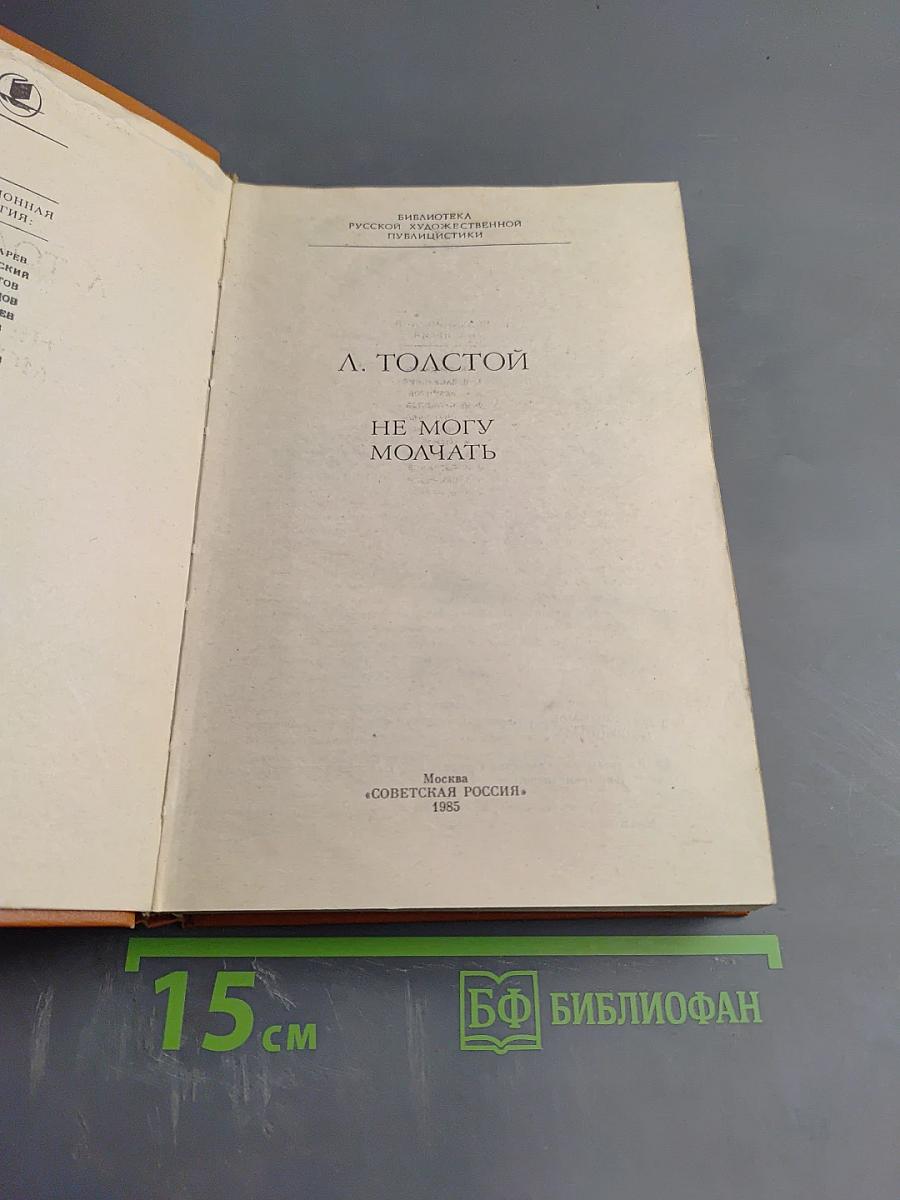 БИБЛИОТЕКА
РУССКОЙ ХУДОЖЕСТВЕННОЙ
ПУБЛИЦИСТИКИ
Л. ТОЛСТОЙ
НЕ МОГУ
МОЛЧАТЬ
Москва
«СОВЕТСКАЯ РОССИЯ»
1985
15 см
БФ БИБЛИОФАН